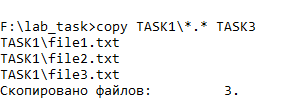 F:\lab_task>copy TASK1\*.* TASK3
TASK1\file1.txt
TASK1\file2.txt
TASK1\file3.txt
Скопировано файлов:         3.